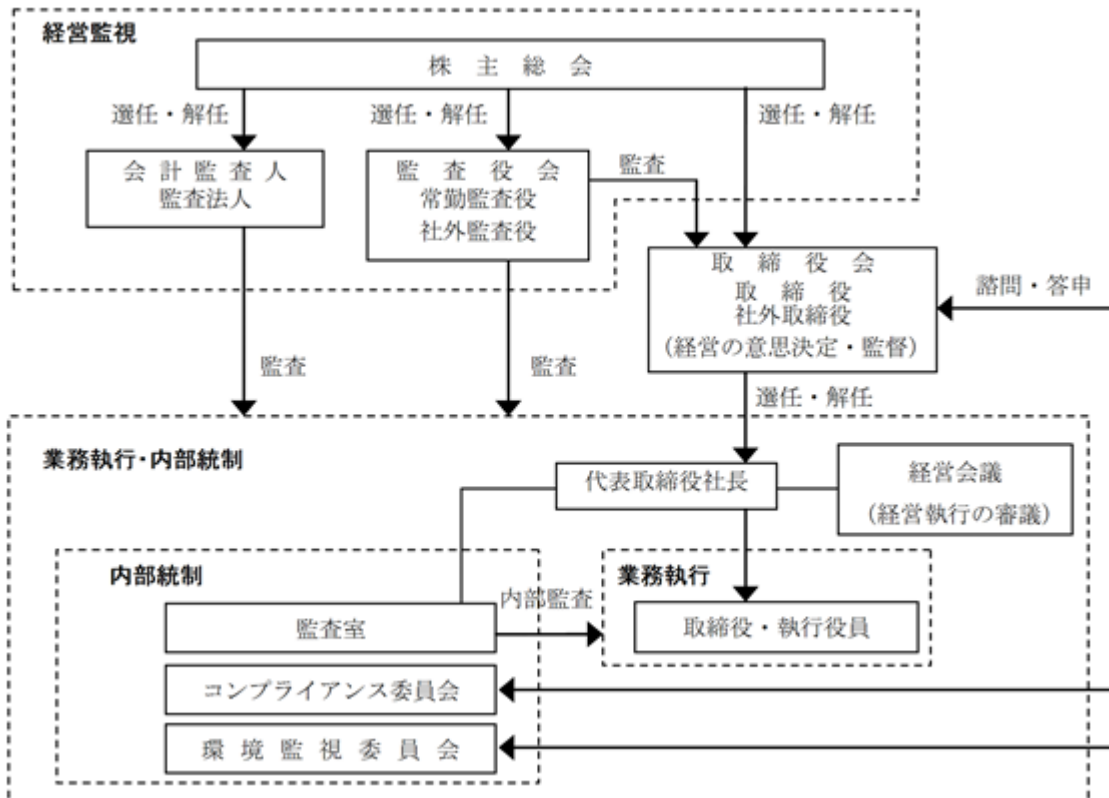 経営監視
株主総会
選任・解任
選任・解任
選任・解任
会計監査人
監査法人
監査役会
常勤監査役
社外監査役
監査
取締役会
取締役
社外取締役
(経営の意思決定・監督)
諮問・答申
監査
監査
選任・解任
業務執行・内部統制
代表取締役社長
経営会議
(経営執行の審議)
内部統制
業務執行
内部監査
監査室
取締役・執行役員
コンプライアンス委員会
環境監視委員会